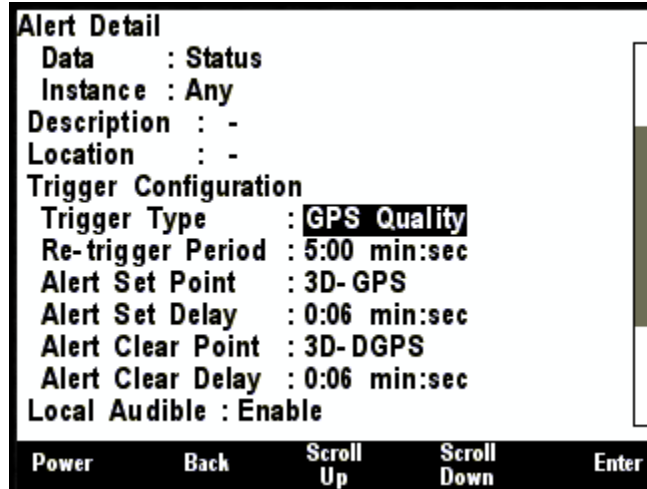 Alert Detail
Data : Status
Instance : Any
Description : -
Location : -
Trigger Configuration
Trigger Type : GPS Quality
Re-trigger Period : 5:00 min:sec
Alert Set Point : 3D-GPS
Alert Set Delay : 0:06 min:sec
Alert Clear Point : 3D-DGPS
Alert Clear Delay : 0:06 min:sec
Local Audible : Enable
Power Back Scroll Up Scroll Down Enter